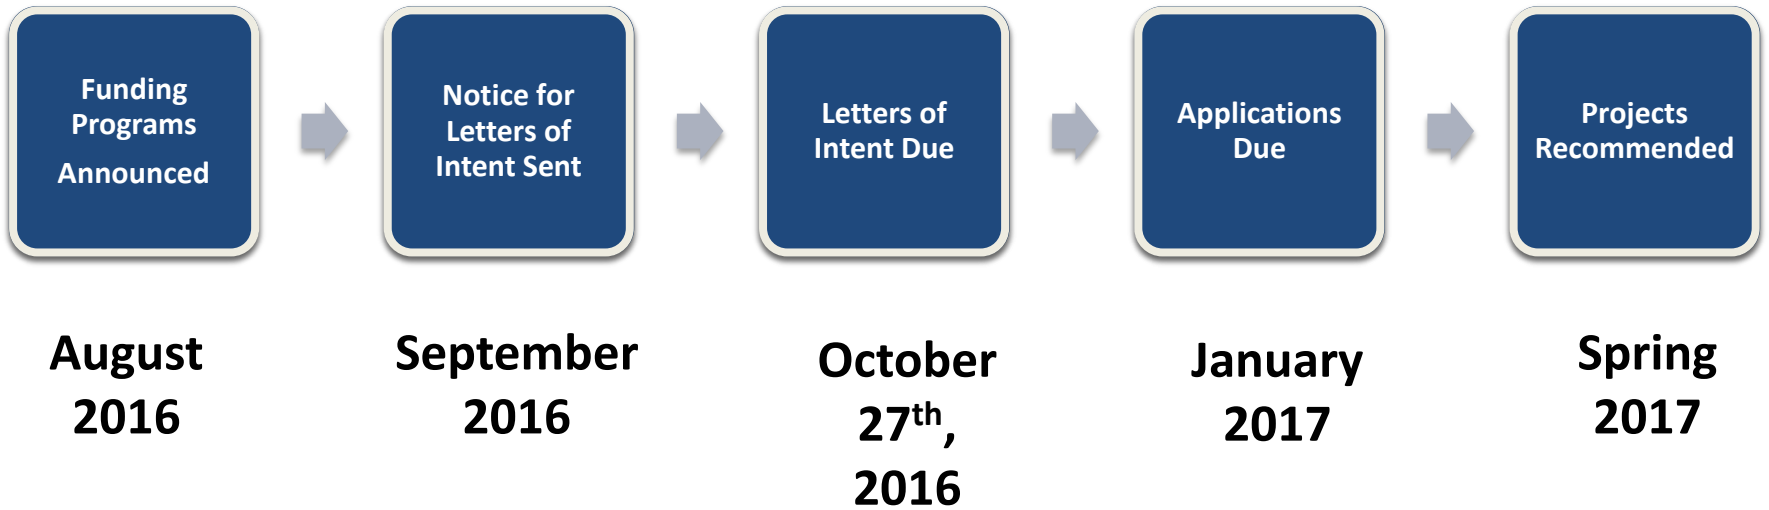 Funding
Programs
Announced
Notice for
Letters of
Intent Sent
Letters of
Intent Due
Applications
Due
Projects
Recommended
August
2016
September
2016
October
27th,
2016
January
2017
Spring
2017